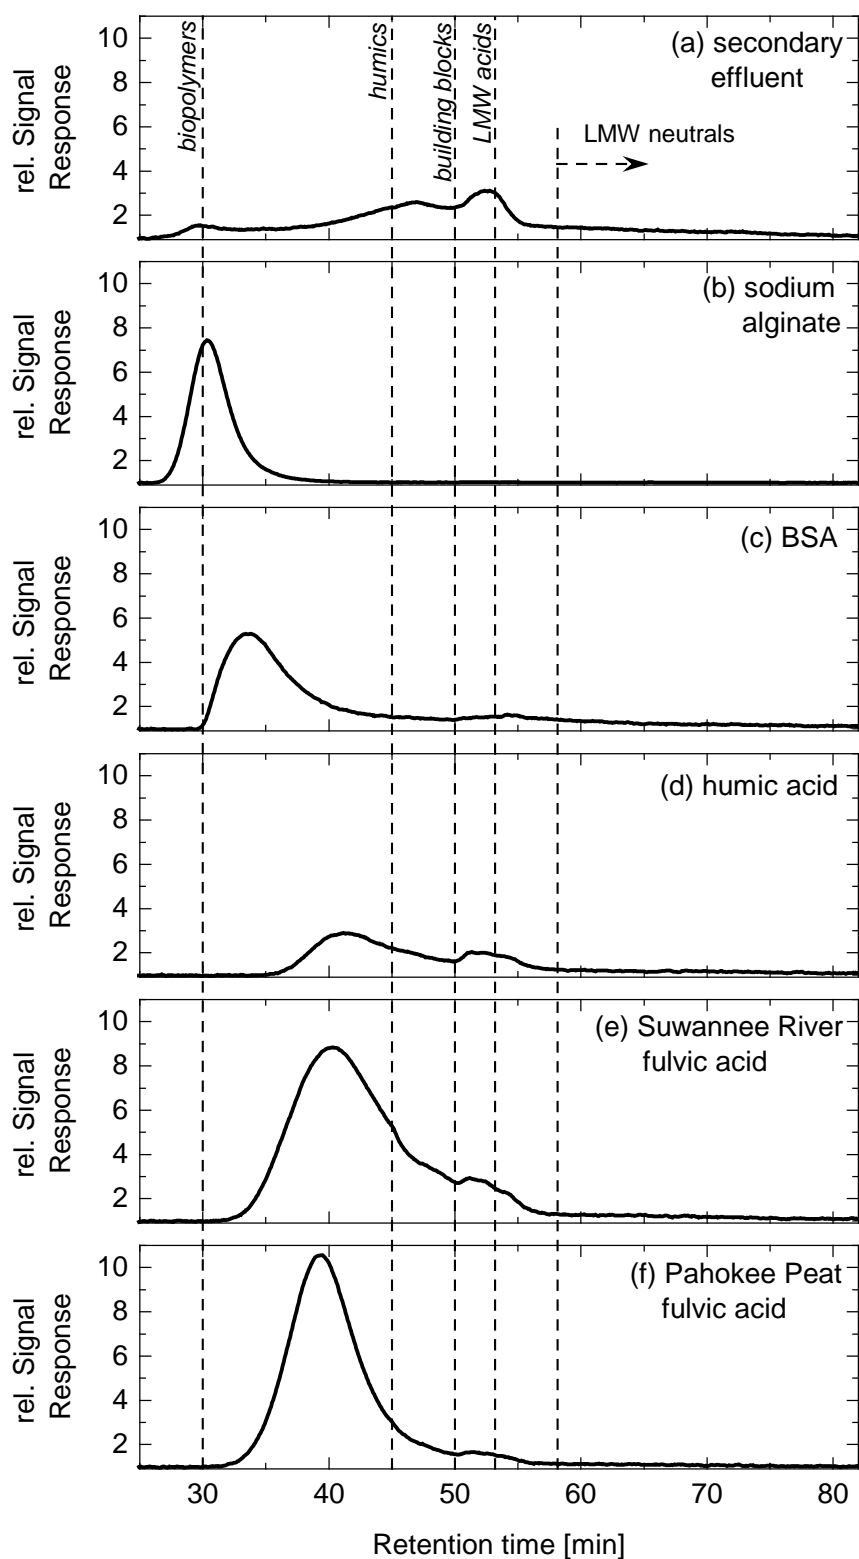 10
8
6
4
2
rel. Signal
Response
biopolymers
humics
building blocks
LMW acids
(a) secondary
effluent
LMW neutrals
10
8
6
4
2
rel. Signal
Response
(b) sodium
alginate
10
8
6
4
2
rel. Signal
Response
(c) BSA
10
8
6
4
2
rel. Signal
Response
(d) humic acid
10
8
6
4
2
rel. Signal
Response
(e) Suwannee River
fulvic acid
10
8
6
4
2
rel. Signal
Response
(f) Pahokee Peat
fulvic acid
30 40 50 60 70 80
Retention time [min]